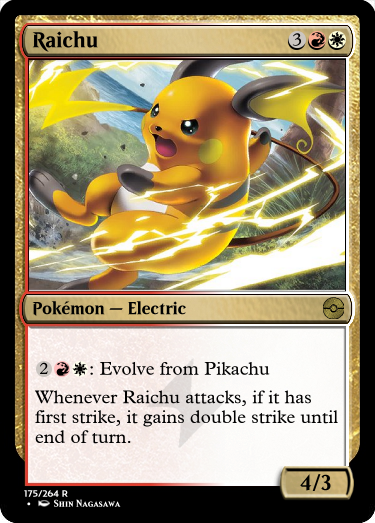 Raichu 3
Pokémon — Electric
2: Evolve from Pikachu
Whenever Raichu attacks, if it has
first strike, it gains double strike until
end of turn.
4/3
175/264 R
• Shin Nagasawa